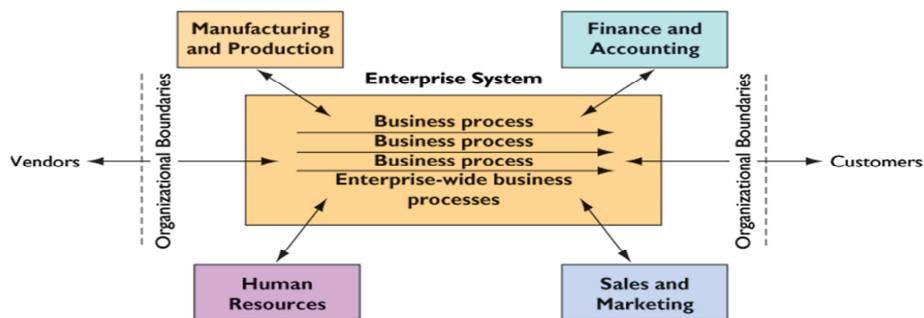 Manufacturing
and Production
Finance and
Accounting
Enterprise System
Organizational Boundaries
Business process
Business process
Business process
Enterprise-wide business
processes
Vendors
Organizational Boundaries
Customers
Human
Resources
Sales and
Marketing